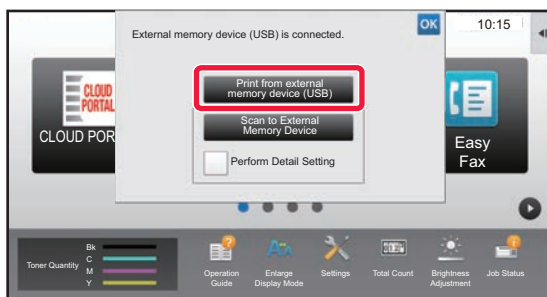 External memory device (USB) is connected.
OK
10:15
Print from external
memory device (USB)
Scan to External
Memory Device
Perform Detail Setting
CLOUD
PORTAL
CLOUD POR
Easy
Fax
Toner Quantity
Bk
C
M
Y
Operation
Guide
Enlarge
Display Mode
Settings
Total Count
Brightness
Adjustment
Job Status